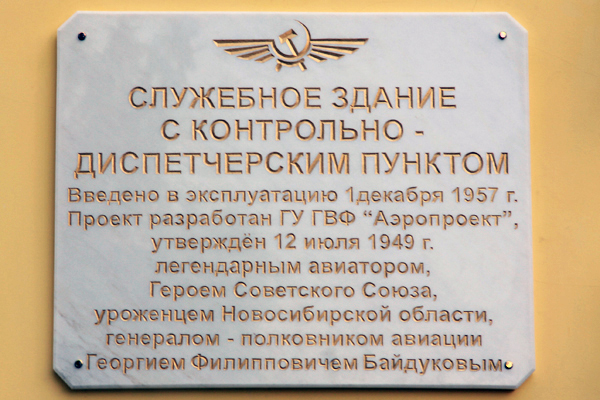 СЛУЖЕБНОЕ ЗДАНИЕ
С КОНТРОЛЬНО -
ДИСПЕТЧЕРСКИМ ПУНКТОМ
Введено в эксплуатацию 1декабря 1957 г.
Проект разработан ГУ ГВФ “Аэропроект”,
утверждён 12 июля 1949 г.
легендарным авиатором,
Героем Советского Союза,
уроженцем Новосибирской области,
генералом - полковником авиации
Георгием Филипповичем Байдуковым